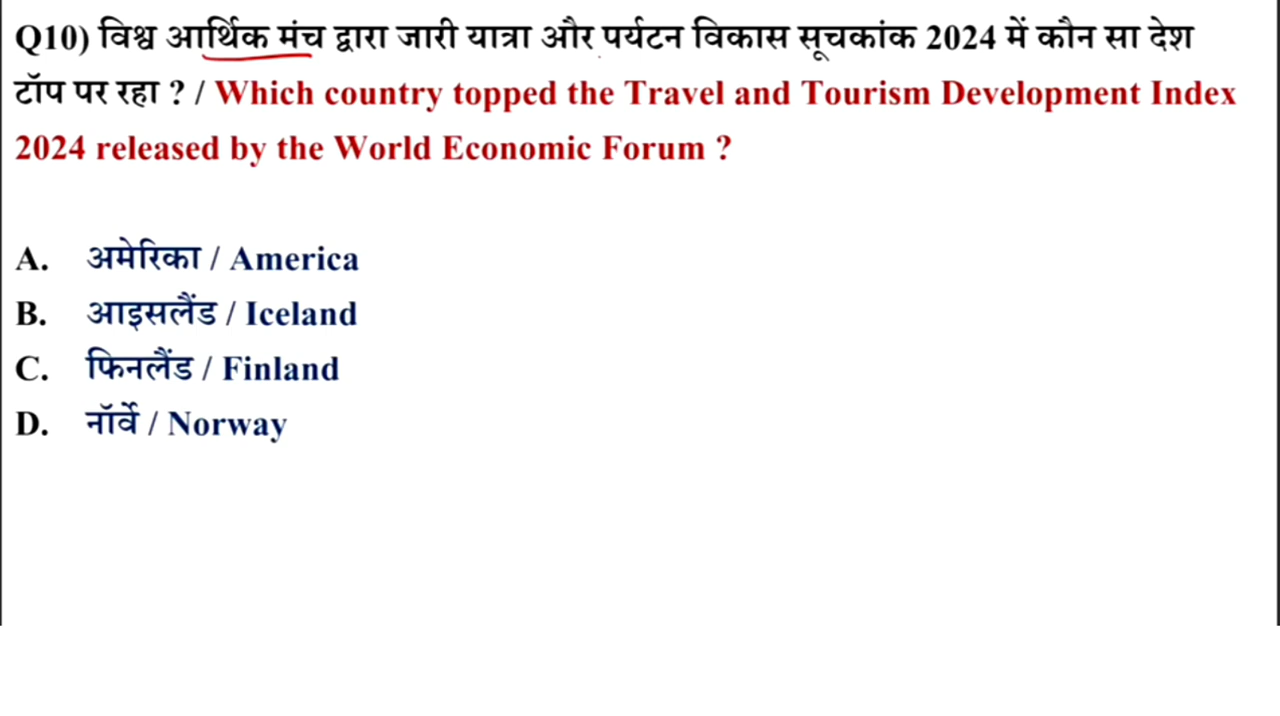 Q10) विश्व आर्थिक मंच द्वारा जारी यात्रा और पर्यटन विकास सूचकांक 2024 में कौन सा देश
टॉप पर रहा ? / Which country topped the Travel and Tourism Development Index
2024 released by the World Economic Forum ?
A. अमेरिका / America
B. आइसलैंड / Iceland
C. फिनलैंड / Finland
D. नॉर्वे / Norway